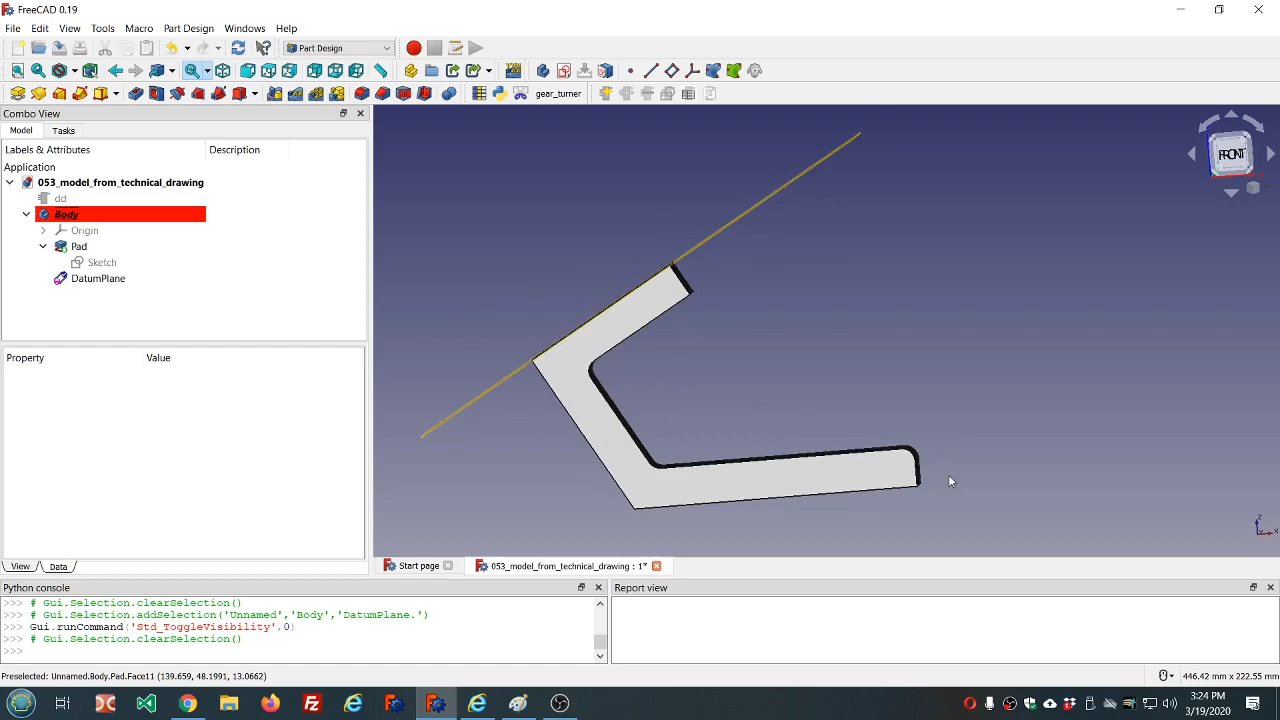 FreeCAD 0.19
File Edit View Tools Macro Part Design Windows Help
Part Design
gear_turner
Combo View
Model Tasks
Labels & Attributes Description
Application
053_model_from_technical_drawing
dd
Body
Origin
Pad
Sketch
DatumPlane
FRONT
Z
X
Property Value
View Data
Start page
053_model_from_technical_drawing : 1*
Python console
Report view
>>> # Gui.Selection.clearSelection()
>>> # Gui.Selection.addSelection('Unnamed','Body','DatumPlane.')
>>> Gui.runCommand('Std_ToggleVisibility',0)
>>> # Gui.Selection.clearSelection()
>>>
Preselected: Unnamed.Body.Pad.Face11 (139.659, 48.1991, 13.0662)
446.42 mm x 222.55 mm
3:24 PM
3/19/2020